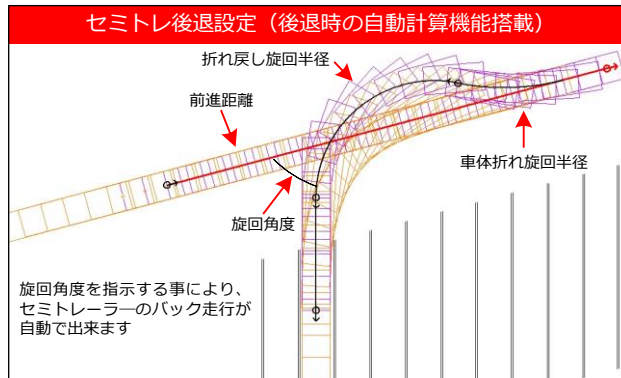 セミトレ後退設定（後退時の自動計算機能搭載）
折れ戻し旋回半径
前進距離
車体折れ旋回半径
旋回角度
旋回角度を指示する事により、
セミトレーラ―のバック走行が
自動で出来ます